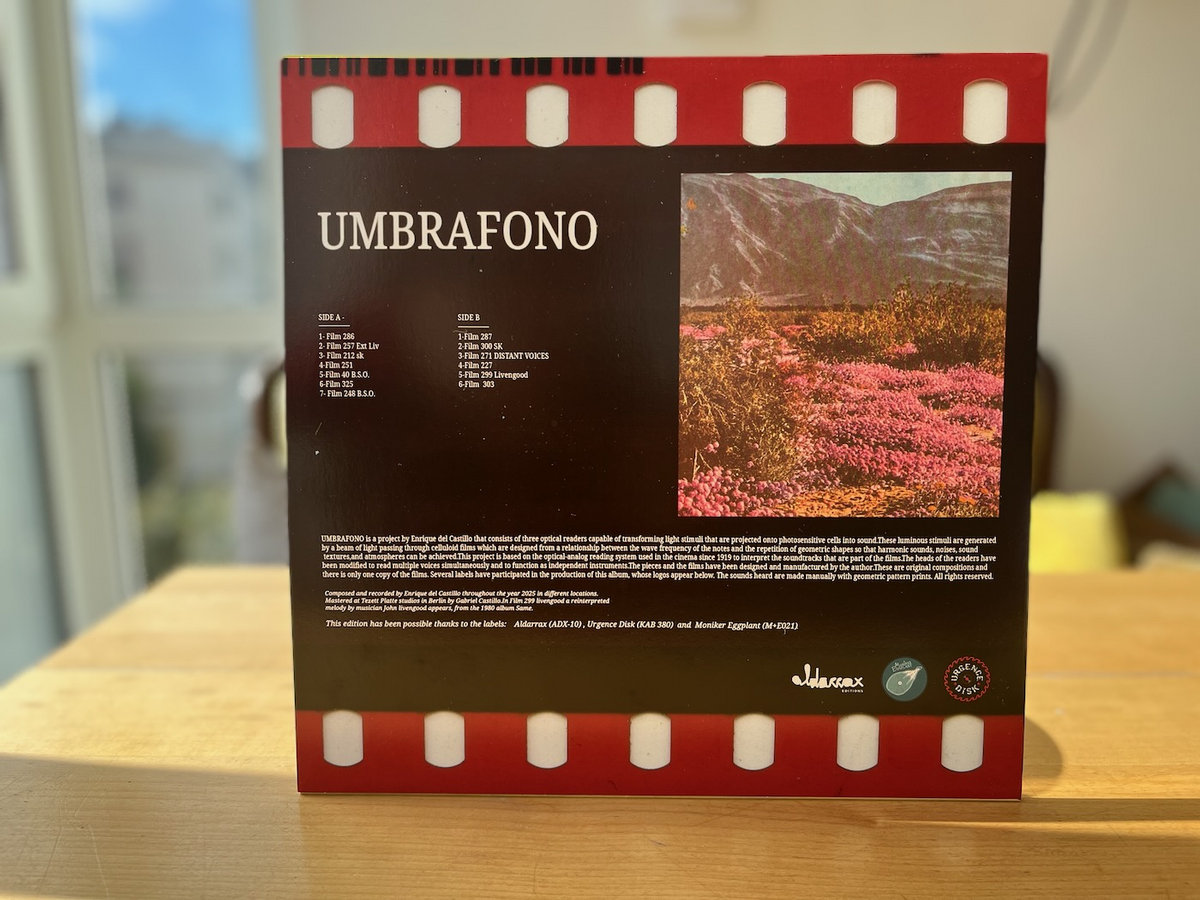 UMBRAFONO
SIDE A -
1- Film 286
2- Film 257 Ext Liv
3- Film 212 sk
4-Film 251
5-Film 40 B.S.O.
6-Film 325
7- Film 248 B.S.O.
SIDE B
1-Film 287
2-Film 300 SK
3-Film 271 DISTANT VOICES
4-Film 227
5-Film 299 Livengood
6-Film 303
UMBRAFONO is a project by Enrique del Castillo that consists of three optical readers capable of transforming light stimuli that are projected onto photosensitive cells into sound.These luminous stimuli are generated
by a beam of light passing through celluloid films which are designed from a relationship between the wave frequency of the notes and the repetition of geometric shapes so that harmonic sounds, noises, sound
textures,and atmospheres can be achieved.This project is based on the optical-analog reading system used in the cinema since 1919 to interpret the soundtracks that are part of the films.The heads of the readers have
been modified to read multiple voices simultaneously and to function as independent instruments.The pieces and the films have been designed and manufactured by the author.These are original compositions and
there is only one copy of the films. Several labels have participated in the production of this album, whose logos appear below. The sounds heard are made manually with geometric pattern prints. All rights reserved.
Composed and recorded by Enrique del Castillo throughout the year 2025 in different locations.
Mastered at Tezett Platte studios in Berlin by Gabriel Castillo.In Film 299 livengood a reinterpreted
melody by musician John livengood appears, from the 1980 album Same.
This edition has been possible thanks to the labels: Aldarrax (ADX-10) , Urgence Disk (KAB 380) and Moniker Eggplant (M+E021)
aldarrax
EDITIONS
URGENCE
DISK